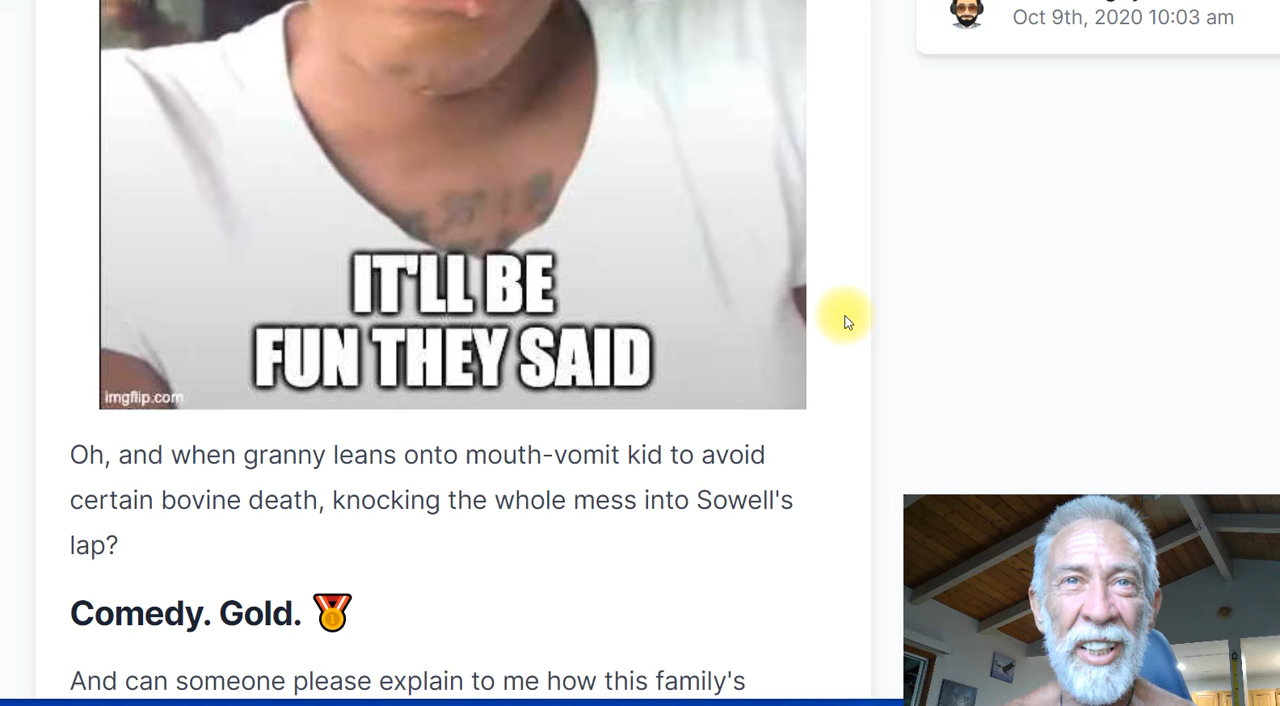 Oct 9th, 2020 10:03 am
IT'LL BE
FUN THEY SAID
imgflip.com
Oh, and when granny leans onto mouth-vomit kid to avoid
certain bovine death, knocking the whole mess into Sowell's
lap?
Comedy. Gold. 🏅
And can someone please explain to me how this family's